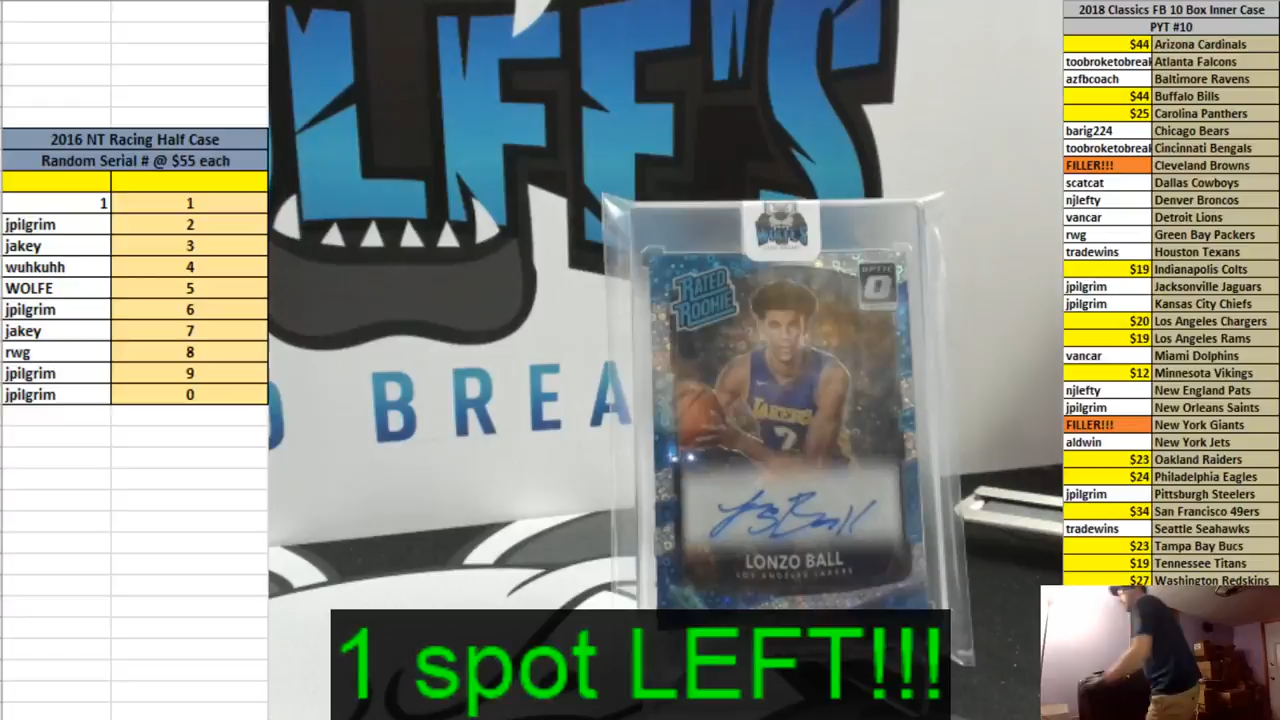 2016 NT Racing Half Case
Random Serial # @ $55 each
1 1
jpilgrim 2
jakey 3
wuhkuhh 4
WOLFE 5
jpilgrim 6
jakey 7
rwg 8
jpilgrim 9
jpilgrim 0
LFE'S
BREA
WOLFE'S
RATED
ROOKIE
OPTIC
LAKERS
2
LONZO BALL
LOS ANGELES LAKERS
1 spot LEFT!!!
2018 Classics FB 10 Box Inner Case
PYT #10
$44 Arizona Cardinals
toobroketobreak Atlanta Falcons
azfbcoach Baltimore Ravens
$44 Buffalo Bills
$25 Carolina Panthers
barig224 Chicago Bears
toobroketobreak Cincinnati Bengals
FILLER!!! Cleveland Browns
scatcat Dallas Cowboys
njlefty Denver Broncos
vancar Detroit Lions
rwg Green Bay Packers
tradewins Houston Texans
$19 Indianapolis Colts
jpilgrim Jacksonville Jaguars
jpilgrim Kansas City Chiefs
$20 Los Angeles Chargers
$19 Los Angeles Rams
vancar Miami Dolphins
$12 Minnesota Vikings
njlefty New England Pats
jpilgrim New Orleans Saints
FILLER!!! New York Giants
aldwin New York Jets
$23 Oakland Raiders
$24 Philadelphia Eagles
jpilgrim Pittsburgh Steelers
$34 San Francisco 49ers
tradewins Seattle Seahawks
$23 Tampa Bay Bucs
$19 Tennessee Titans
$27 Washington Redskins